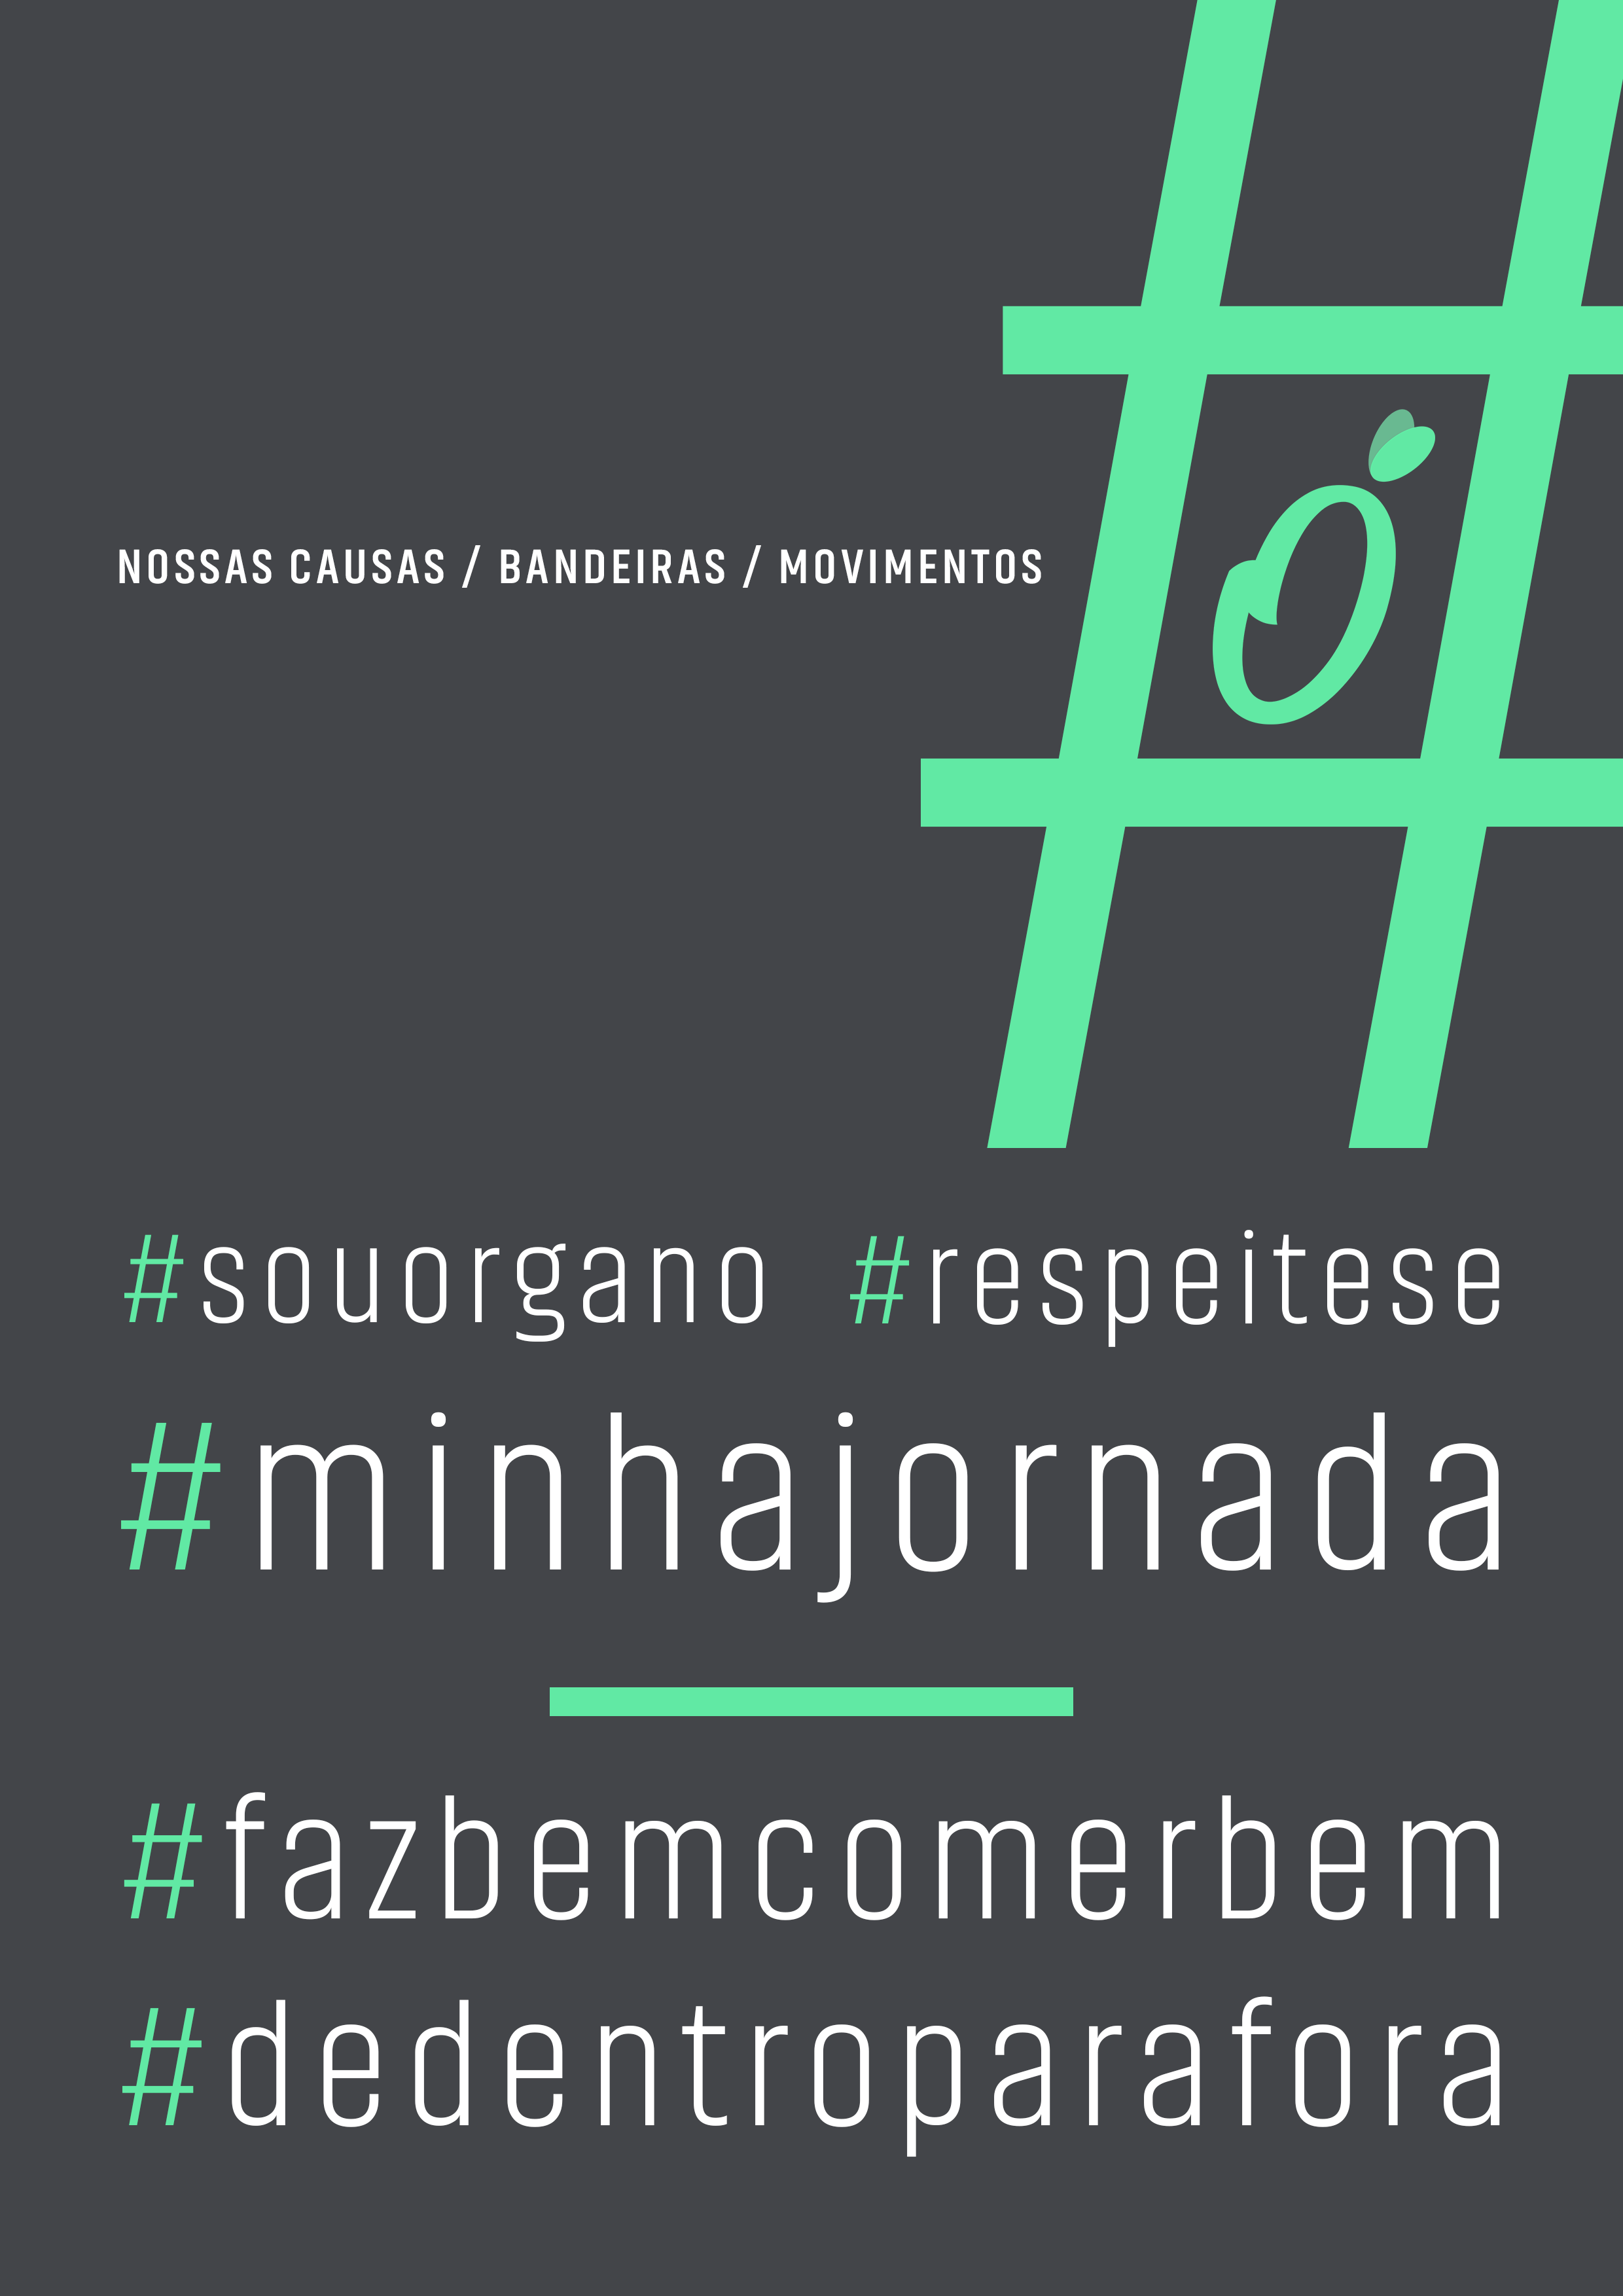 #
Ó
NOSSAS CAUSAS / BANDEIRAS / MOVIMENTOS
#souorgano #respeitese
#minhajornada
#fazbemcomerbem
#dedentroparafora